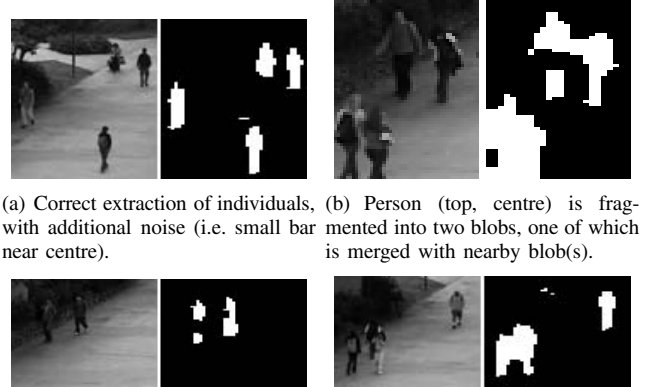 (a) Correct extraction of individuals,
with additional noise (i.e. small bar
near centre).
(b) Person (top, centre) is frag-
mented into two blobs, one of which
is merged with nearby blob(s).